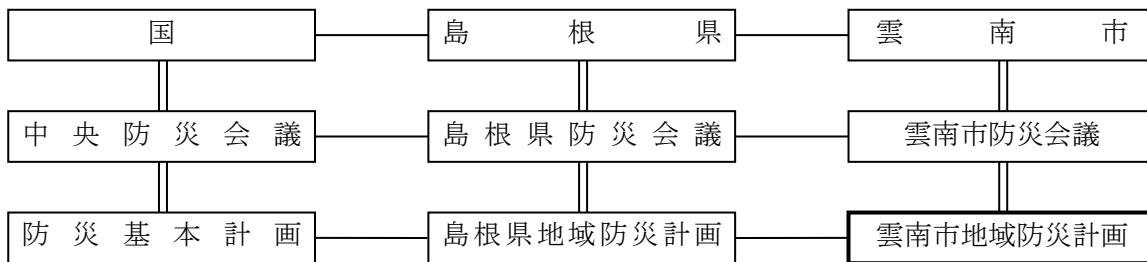 国 島根県 雲南市
中央防災会議 島根県防災会議 雲南市防災会議
防災基本計画 島根県地域防災計画 雲南市地域防災計画